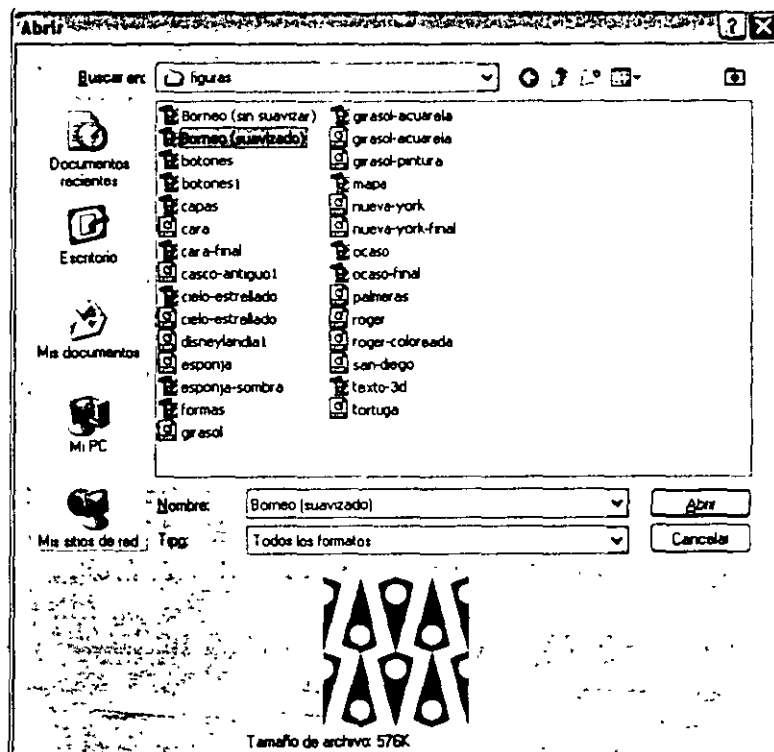 Abrir
?
Buscar en:
figuras
Documentos
recientes
Escritorio
Mis documentos
Mi PC
Mis sitios de red
Borneo (sin suavizar)
Borneo (suavizado)
botones
botones1
capas
cara
cara-final
casco-antiguo1
cielo-estrellado
cielo-estrellado
disneylandia1
esponja
esponja-sombra
formas
girasol
girasol-acuarela
girasol-acuarela
girasol-pintura
mapa
nueva-york
nueva-york-final
ocaso
ocaso-final
palmeras
roger
roger-coloreada
san-diego
texto-3d
tortuga
Nombre:
Borneo (suavizado)
Abrir
Tipo:
Todos los formatos
Cancelar
Tamaño de archivo: 576K